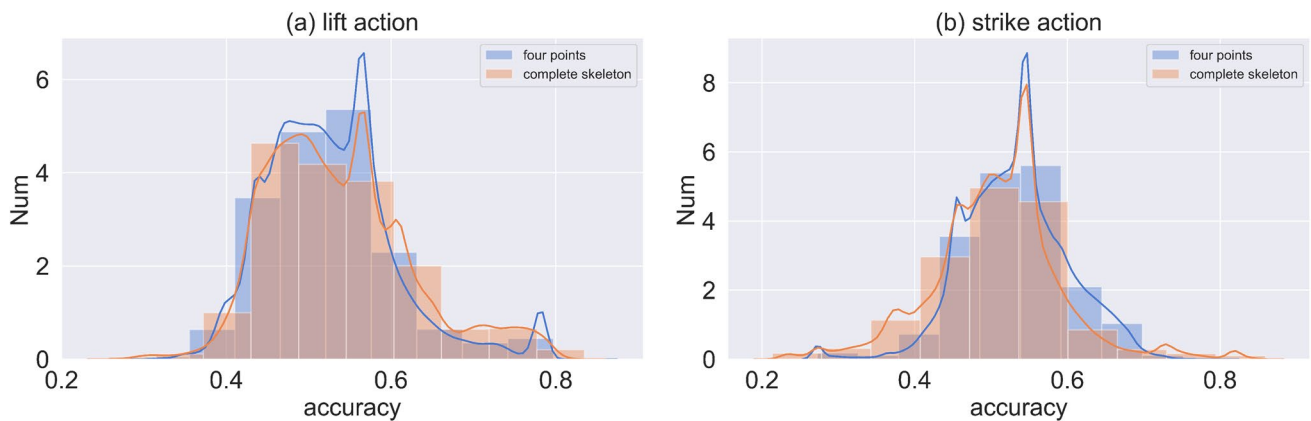 (a) lift action
four points
complete skeleton
Num
6
4
2
0
0.2
0.4
0.6
0.8
accuracy
(b) strike action
four points
complete skeleton
Num
8
6
4
2
0
0.2
0.4
0.6
0.8
accuracy